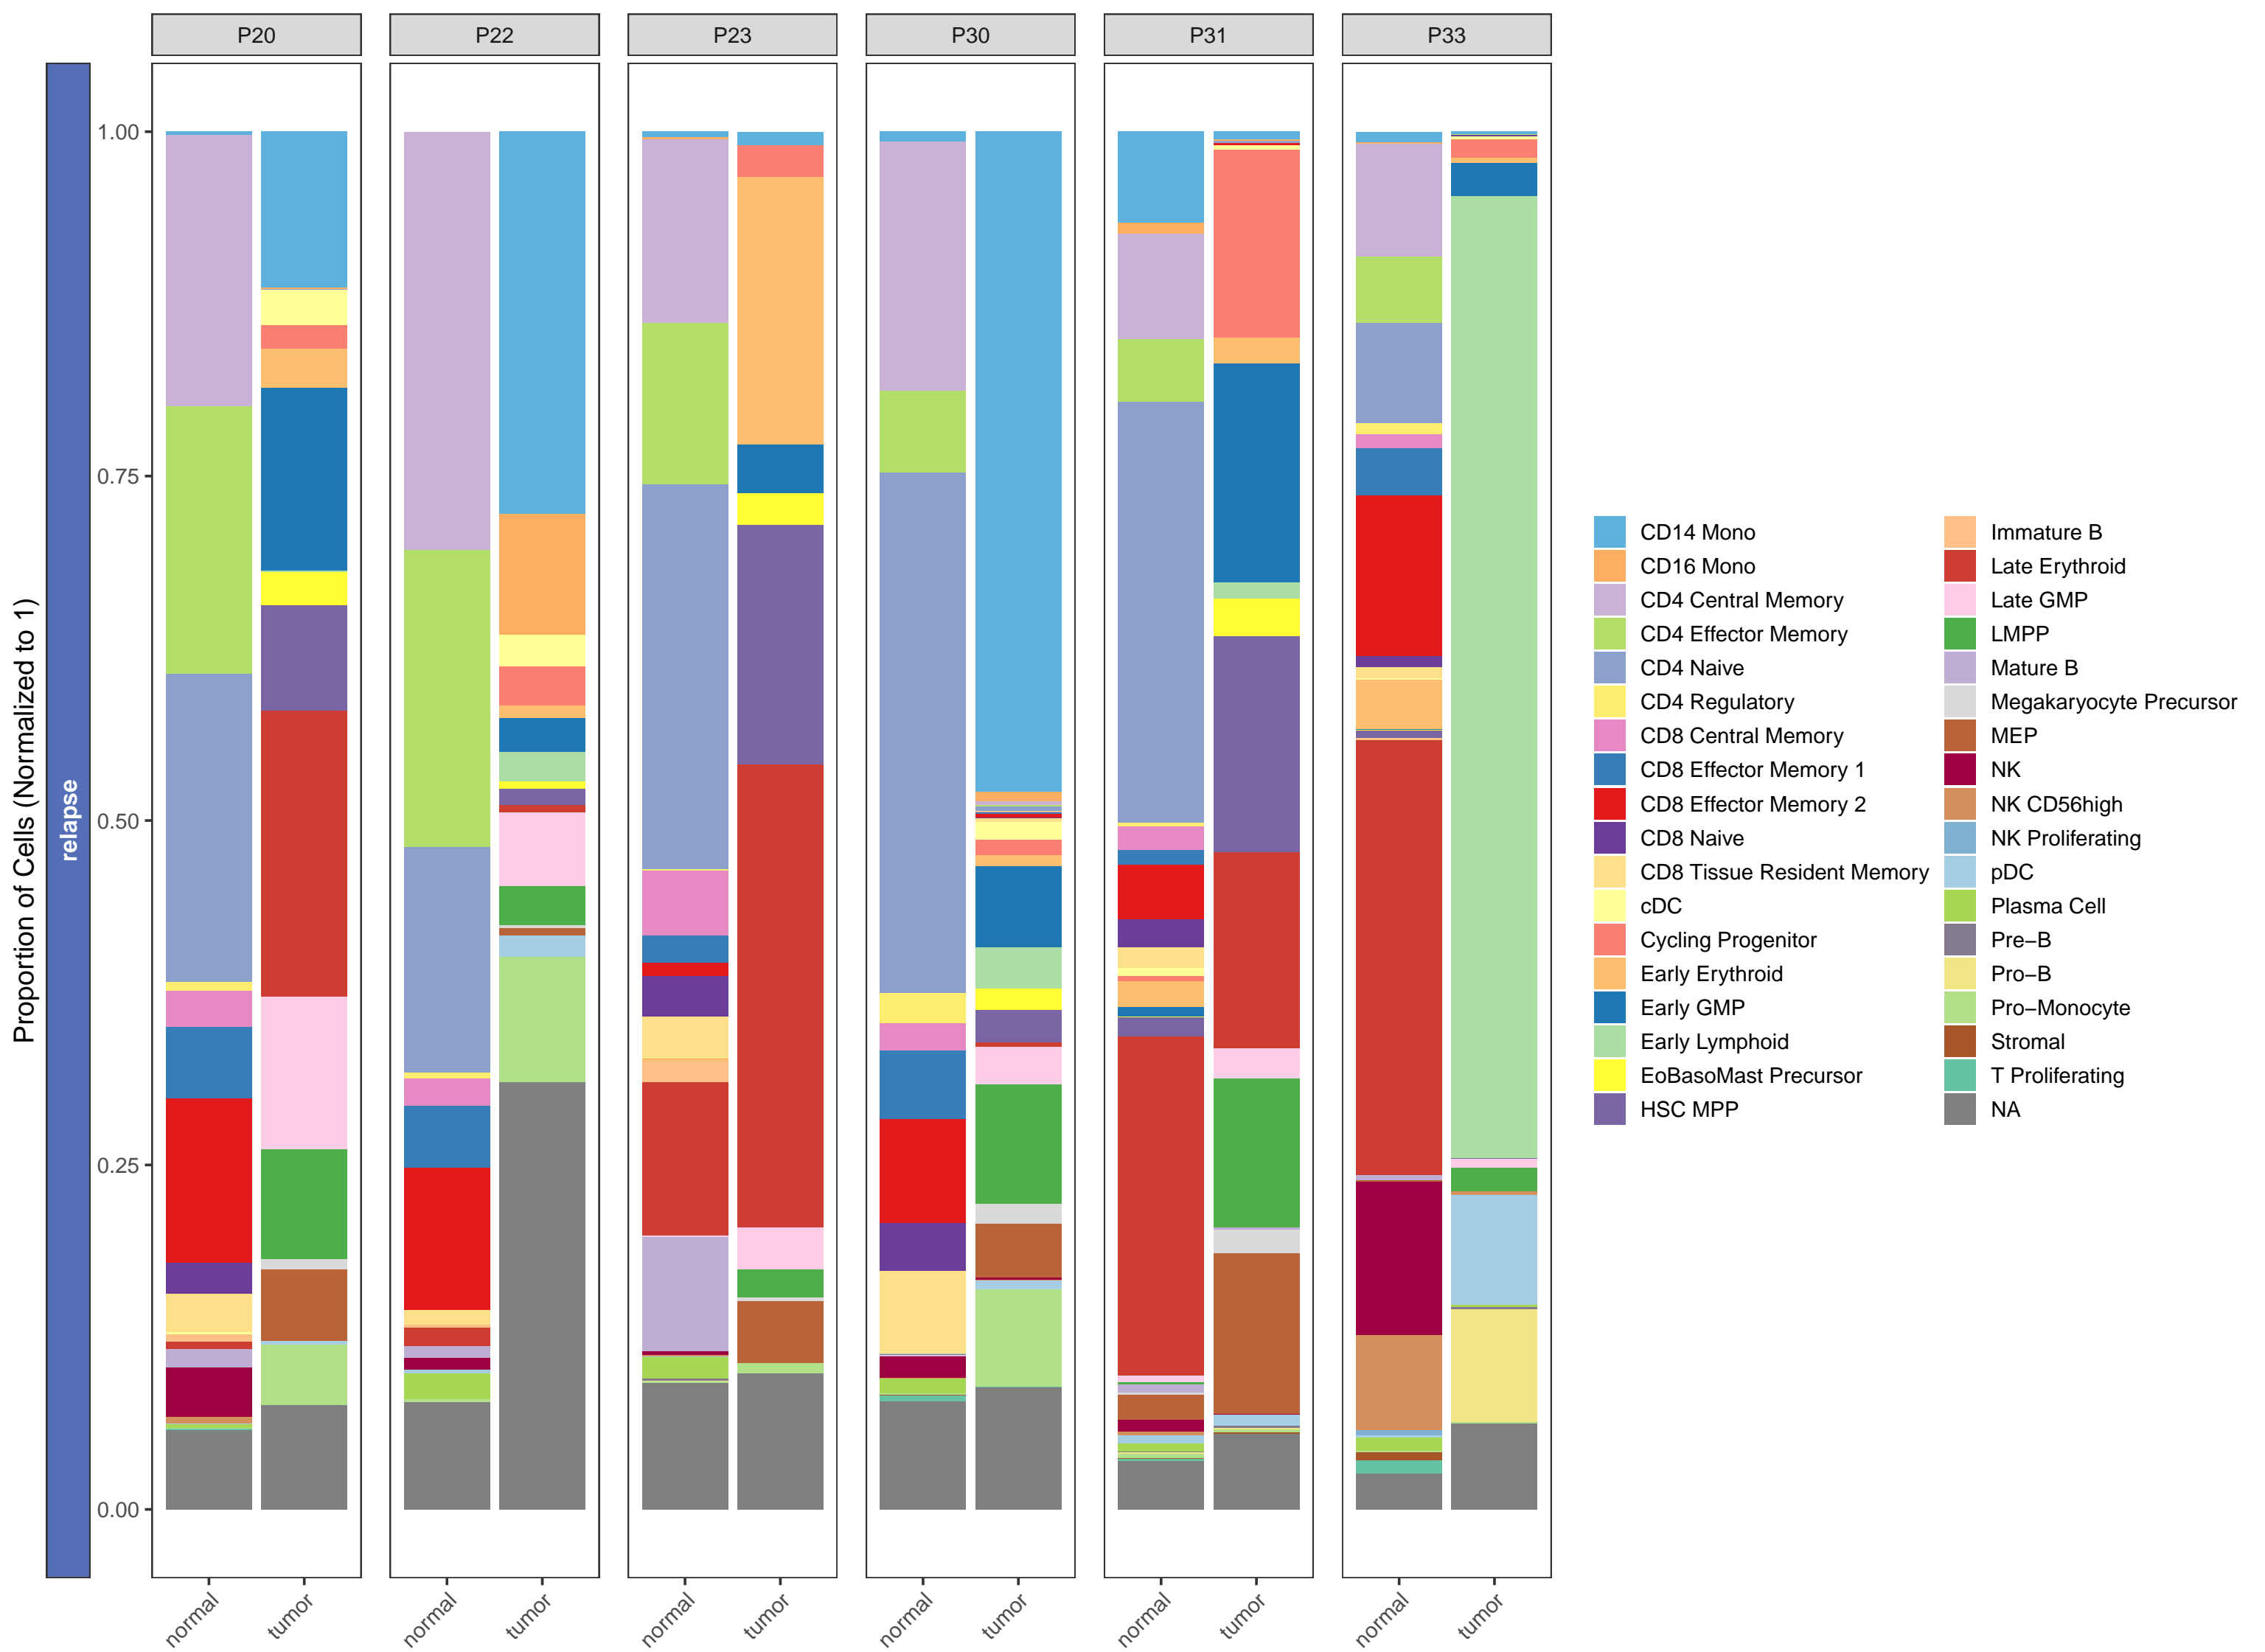 P20
P22
P23
P30
P31
P33
Proportion of Cells (Normalized to 1)
relapse
1.00
0.75
0.50
0.25
0.00
normal
tumor
normal
tumor
normal
tumor
normal
tumor
normal
tumor
normal
tumor
CD14 Mono
CD16 Mono
CD4 Central Memory
CD4 Effector Memory
CD4 Naive
CD4 Regulatory
CD8 Central Memory
CD8 Effector Memory 1
CD8 Effector Memory 2
CD8 Naive
CD8 Tissue Resident Memory
cDC
Cycling Progenitor
Early Erythroid
Early GMP
Early Lymphoid
EoBasoMast Precursor
HSC MPP
Immature B
Late Erythroid
Late GMP
LMPP
Mature B
Megakaryocyte Precursor
MEP
NK
NK CD56high
NK Proliferating
pDC
Plasma Cell
Pre−B
Pro−B
Pro−Monocyte
Stromal
T Proliferating
NA